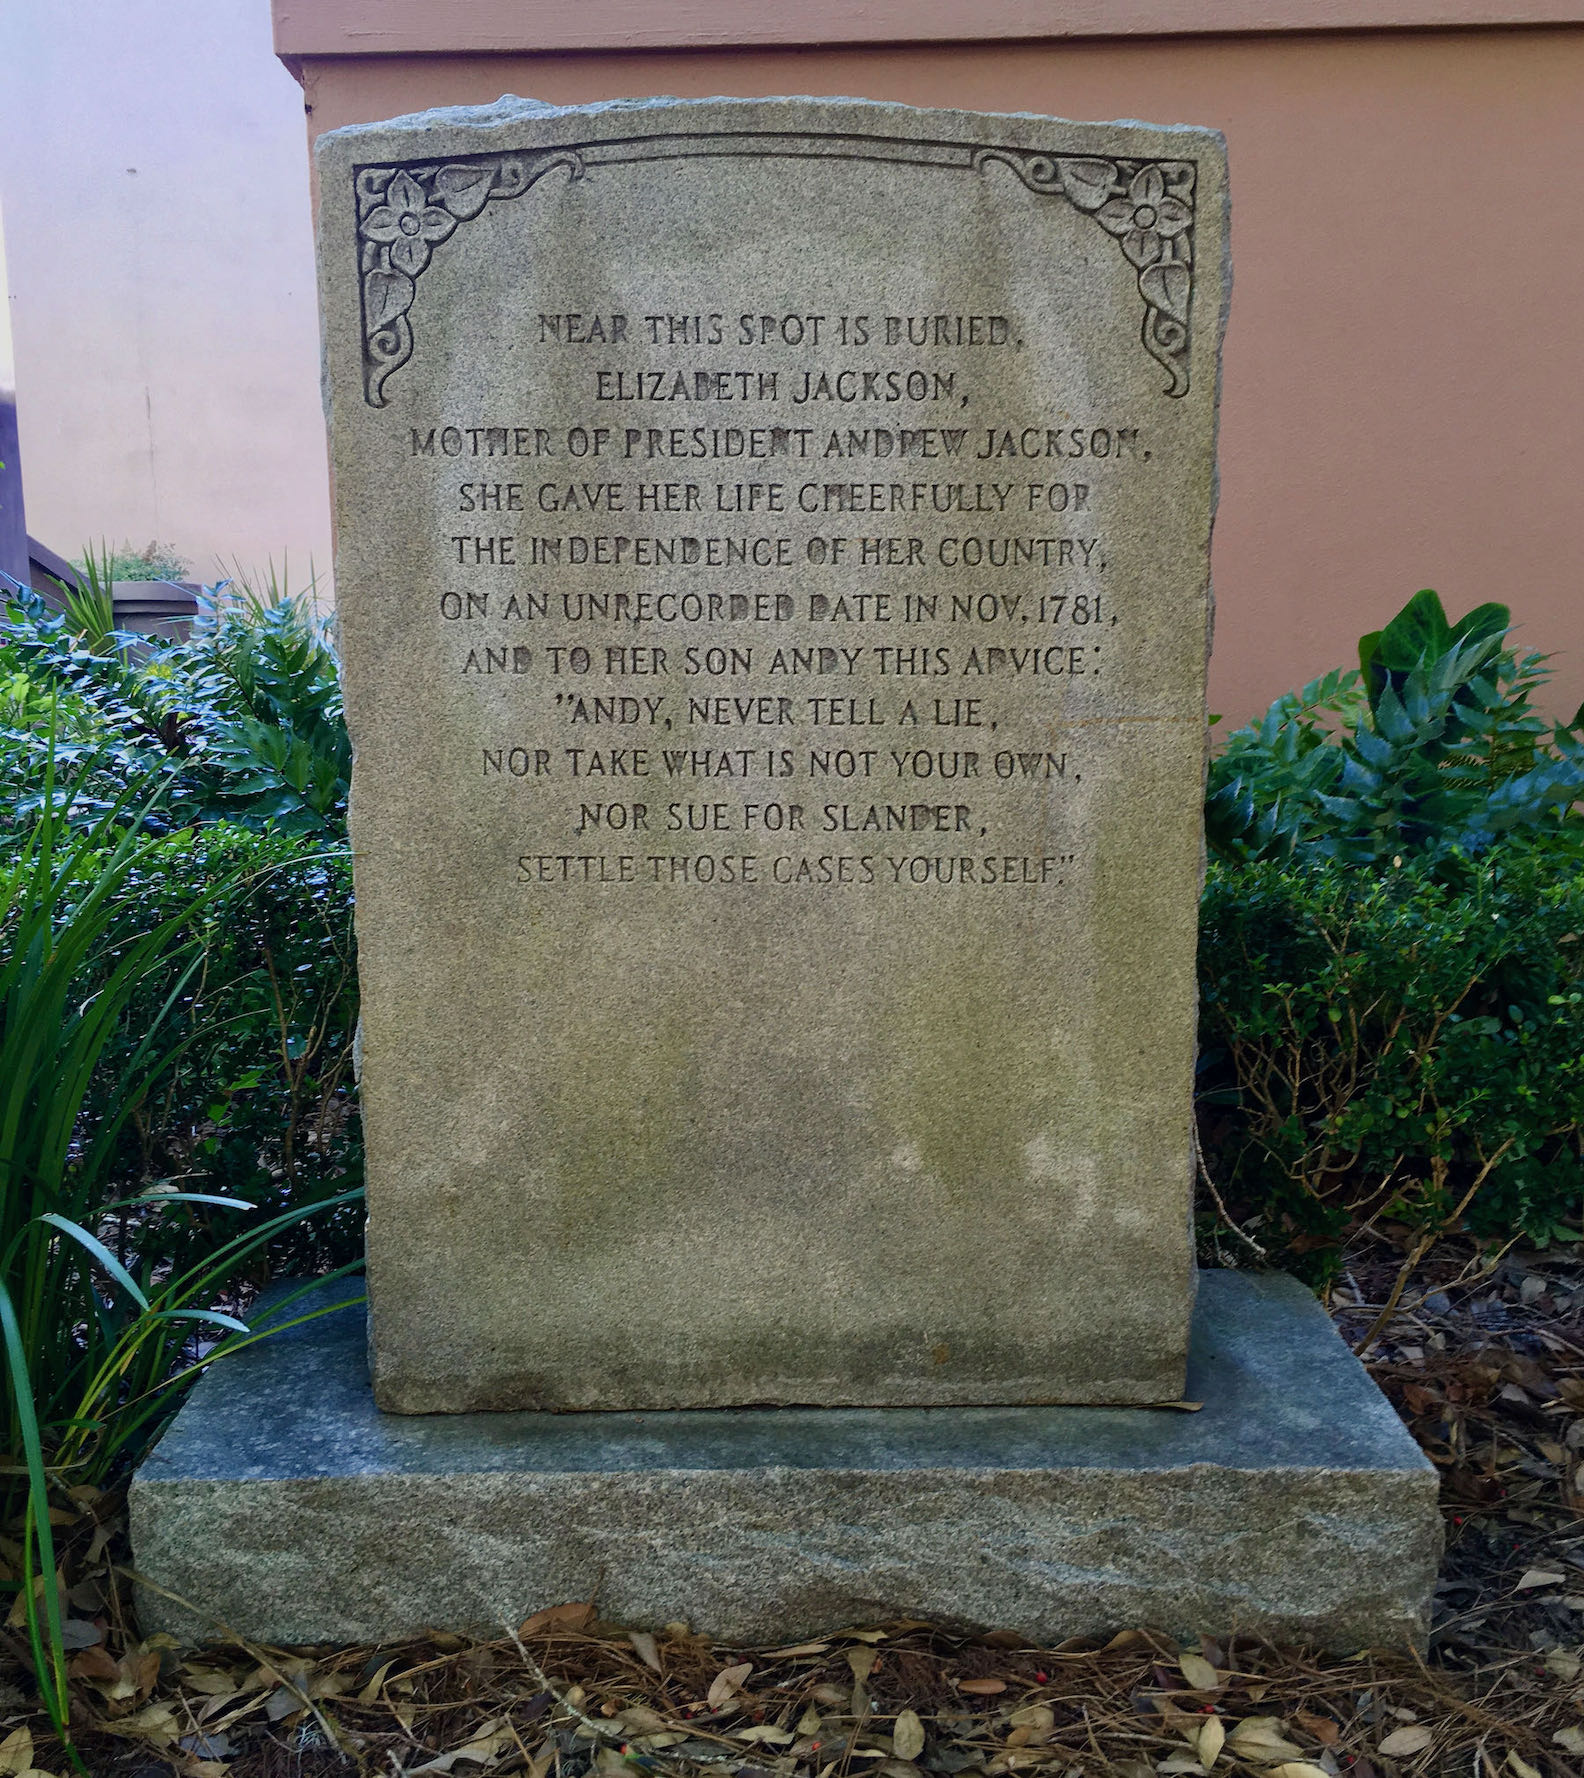 NEAR THIS SPOT IS BURIED,
ELIZABETH JACKSON,
MOTHER OF PRESIDENT ANDREW JACKSON,
SHE GAVE HER LIFE CHEERFULLY FOR
THE INDEPENDENCE OF HER COUNTRY,
ON AN UNRECORDED DATE IN NOV. 1781,
AND TO HER SON ANDY THIS ADVICE:
"ANDY, NEVER TELL A LIE,
NOR TAKE WHAT IS NOT YOUR OWN,
NOR SUE FOR SLANDER,
SETTLE THOSE CASES YOURSELF."